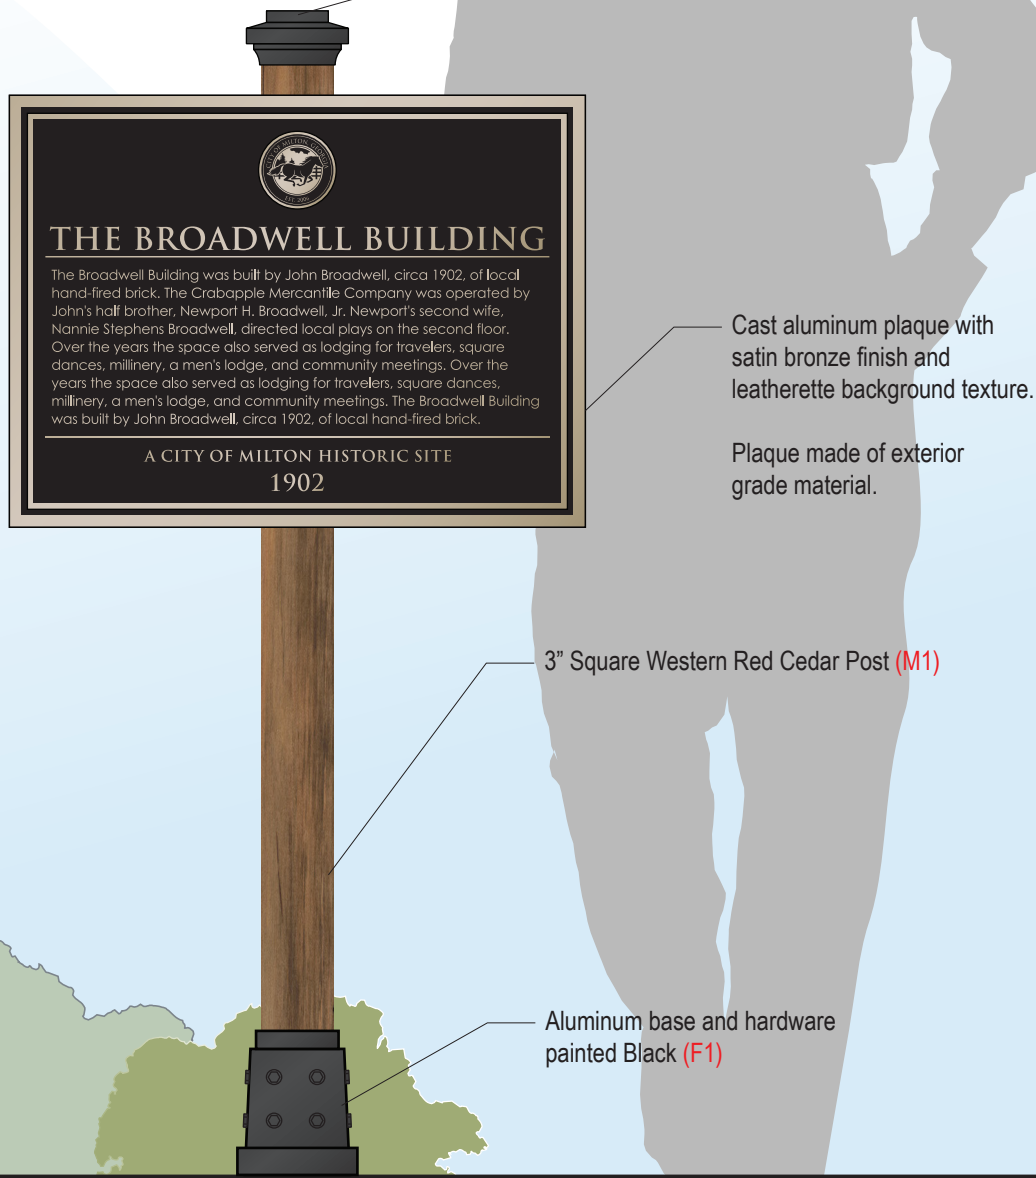 CITY OF MILTON, GEORGIA
EST. 2006
THE BROADWELL BUILDING
The Broadwell Building was built by John Broadwell, circa 1902, of local
hand-fired brick. The Crabapple Mercantile Company was operated by
John's half brother, Newport H. Broadwell, Jr. Newport's second wife,
Nannie Stephens Broadwell, directed local plays on the second floor.
Over the years the space also served as lodging for travelers, square
dances, millinery, a men's lodge, and community meetings. Over the
years the space also served as lodging for travelers, square dances,
millinery, a men's lodge, and community meetings. The Broadwell Building
was built by John Broadwell, circa 1902, of local hand-fired brick.
A CITY OF MILTON HISTORIC SITE
1902
Cast aluminum plaque with
satin bronze finish and
leatherette background texture.
Plaque made of exterior
grade material.
3” Square Western Red Cedar Post (M1)
Aluminum base and hardware
painted Black (F1)